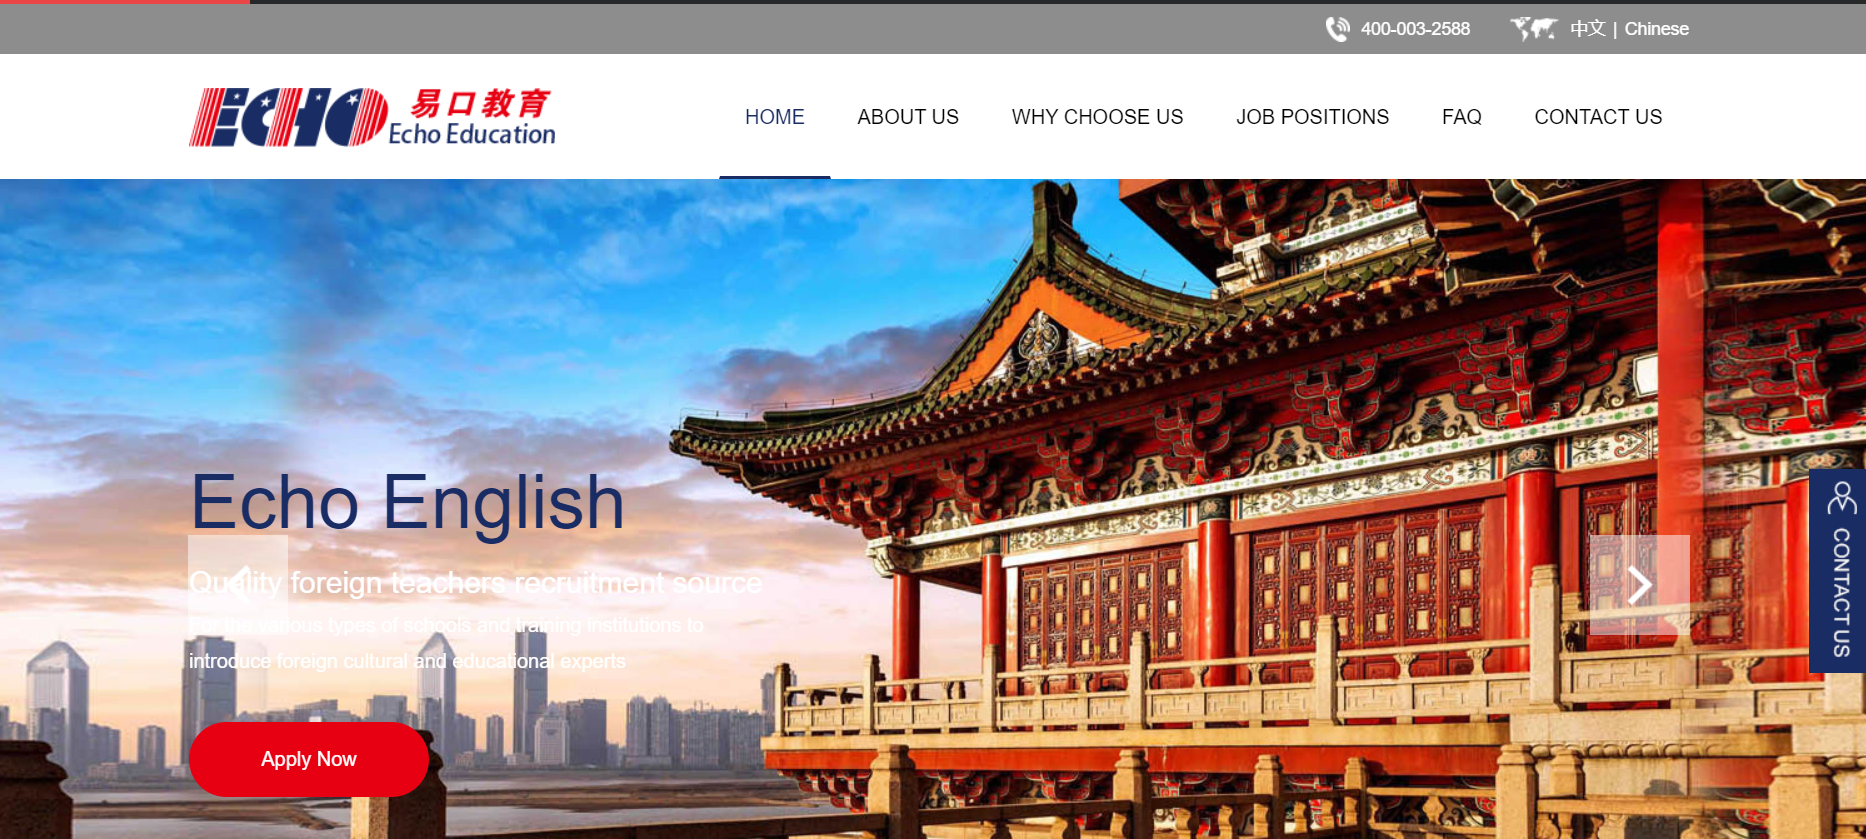 400-003-2588
中文 | Chinese
ECHO
易口教育
Echo Education
HOME
ABOUT US
WHY CHOOSE US
JOB POSITIONS
FAQ
CONTACT US
Echo English
Quality foreign teachers recruitment source
For the various types of schools and training institutions to
introduce foreign cultural and educational experts
Apply Now
CONTACT US